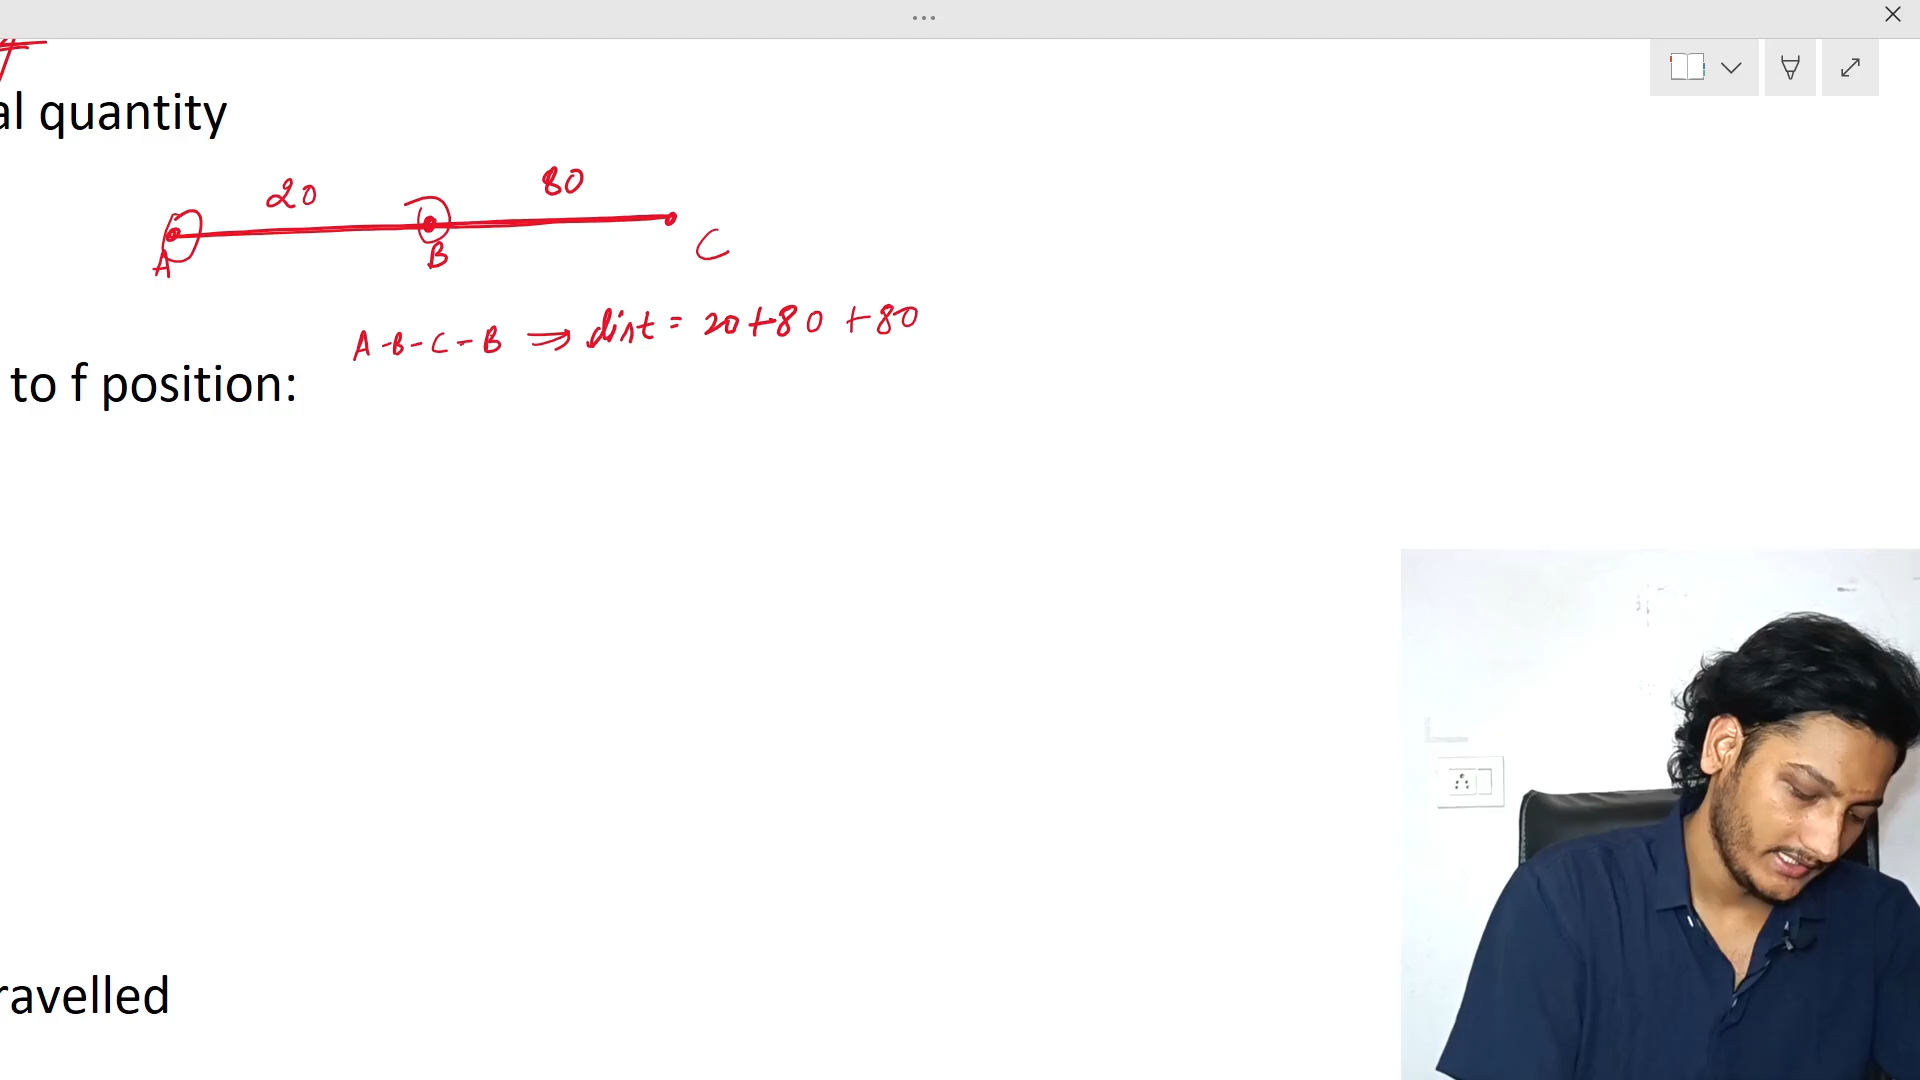 al quantity
20 80
A B C
A-B-C-B ⇒ dist = 20+80+80
to f position:
ravelled